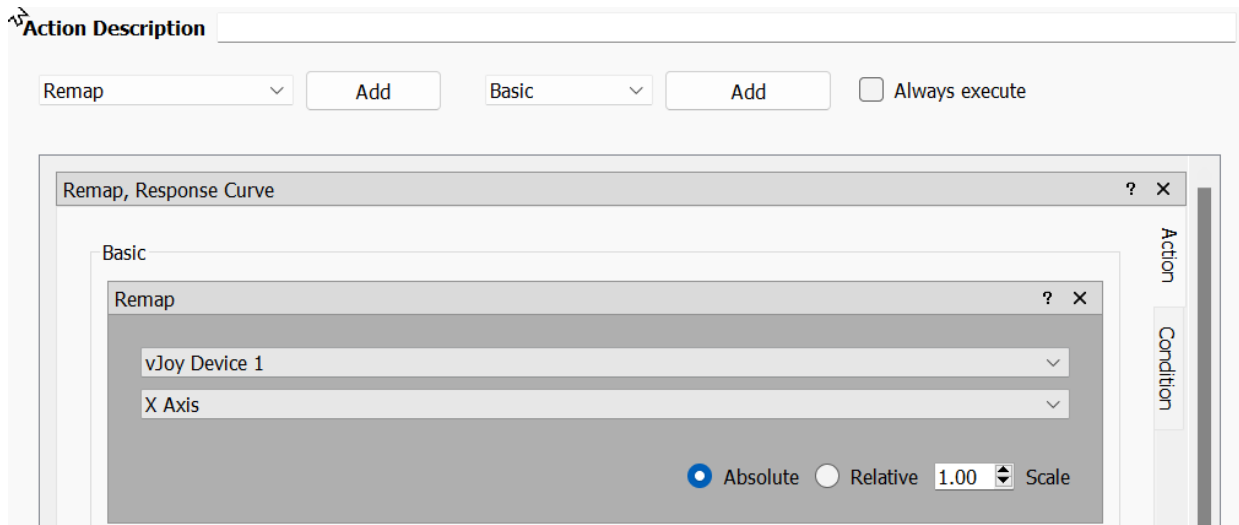 Action Description
Remap Add Basic Add Always execute
Remap, Response Curve ? ×
Action
Basic
Remap ? ×
Condition
vJoy Device 1
X Axis
Absolute Relative 1.00 Scale